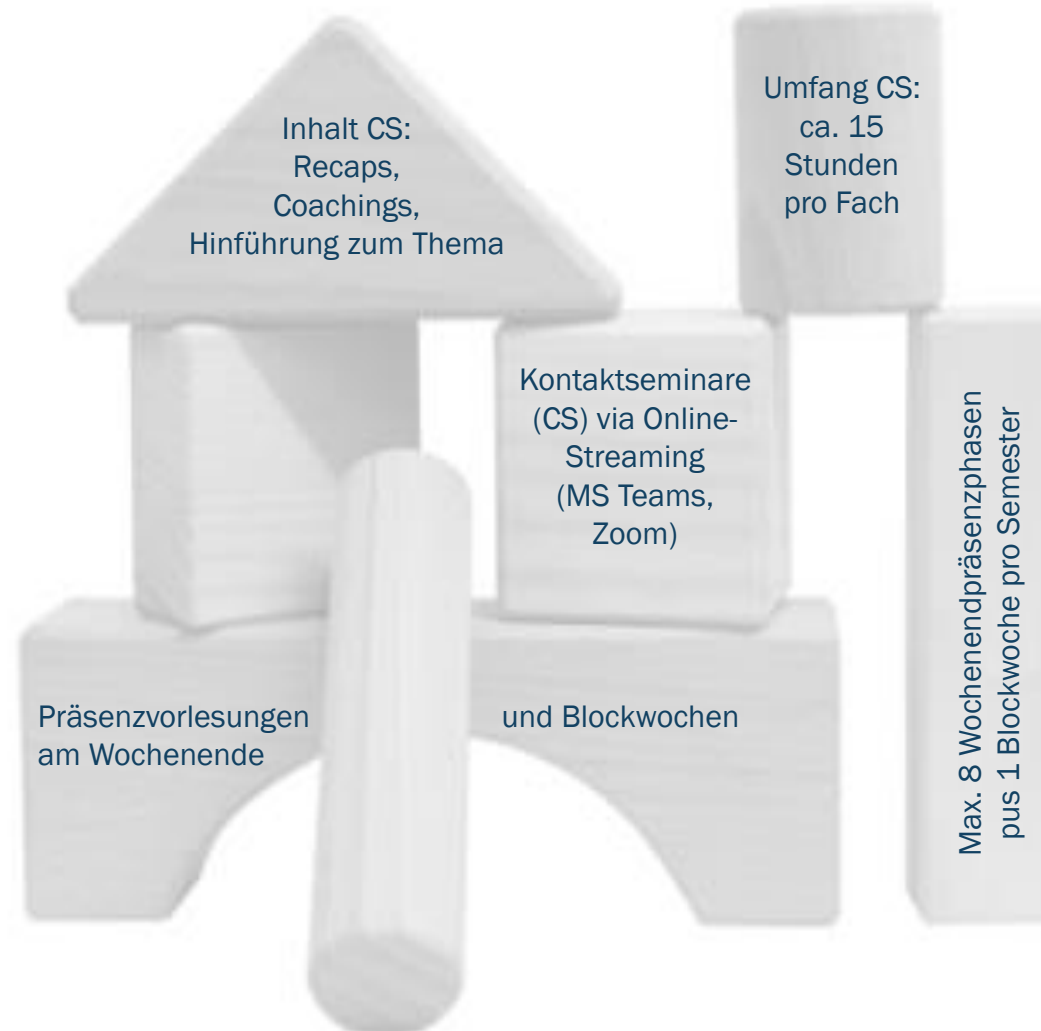 Inhalt CS:
Recaps,
Coachings,
Hinführung zum Thema
Umfang CS:
ca. 15
Stunden
pro Fach
Kontaktseminare
(CS) via Online-
Streaming
(MS Teams,
Zoom)
Präsenzvorlesungen
am Wochenende
und Blockwochen
Max. 8 Wochenendpräsenzphasen
pus 1 Blockwoche pro Semester